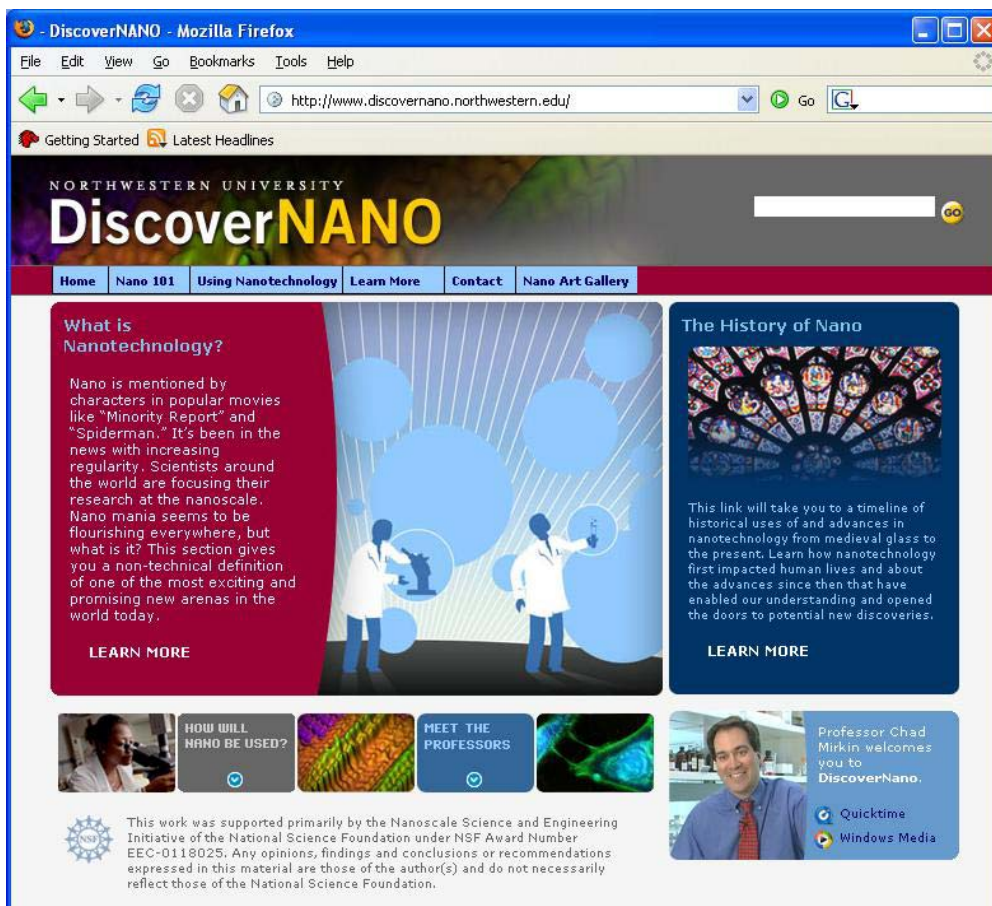 - DiscoverNANO - Mozilla Firefox
File Edit View Go Bookmarks Tools Help
http://www.discovernano.northwestern.edu/
Go
G
Getting Started Latest Headlines
NORTHWESTERN UNIVERSITY
DiscoverNANO
GO
Home Nano 101 Using Nanotechnology Learn More Contact Nano Art Gallery
What is
Nanotechnology?
Nano is mentioned by
characters in popular movies
like “Minority Report” and
“Spiderman.” It’s been in the
news with increasing
regularity. Scientists around
the world are focusing their
research at the nanoscale.
Nano mania seems to be
flourishing everywhere, but
what is it? This section gives
you a non-technical definition
of one of the most exciting and
promising new arenas in the
world today.
LEARN MORE
The History of Nano
This link will take you to a timeline of
historical uses of and advances in
nanotechnology from medieval glass to
the present. Learn how nanotechnology
first impacted human lives and about
the advances since then that have
enabled our understanding and opened
the doors to potential new discoveries.
LEARN MORE
HOW WILL
NANO BE USED?
MEET THE
PROFESSORS
Professor Chad
Mirkin welcomes
you to
DiscoverNano.
Quicktime
Windows Media
NSF
This work was supported primarily by the Nanoscale Science and Engineering
Initiative of the National Science Foundation under NSF Award Number
EEC-0118025. Any opinions, findings and conclusions or recommendations
expressed in this material are those of the author(s) and do not necessarily
reflect those of the National Science Foundation.